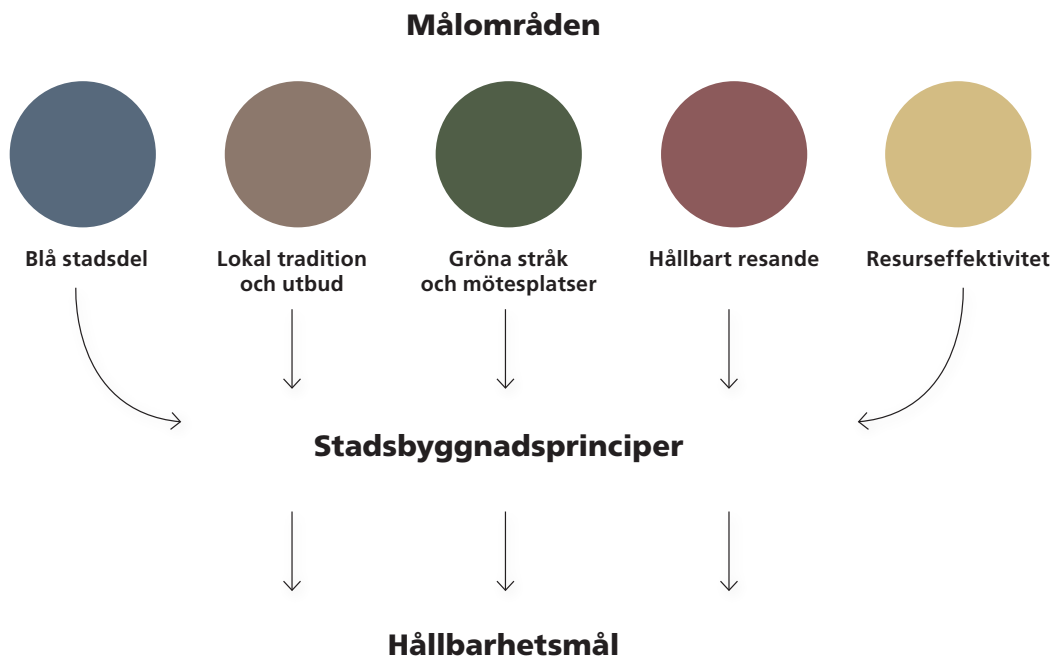 Målområden
Blå stadsdel
Lokal tradition
och utbud
Gröna stråk
och mötesplatser
Hållbart resande
Resurseffektivitet
Stadsbyggnadsprinciper
Hållbarhetsmål